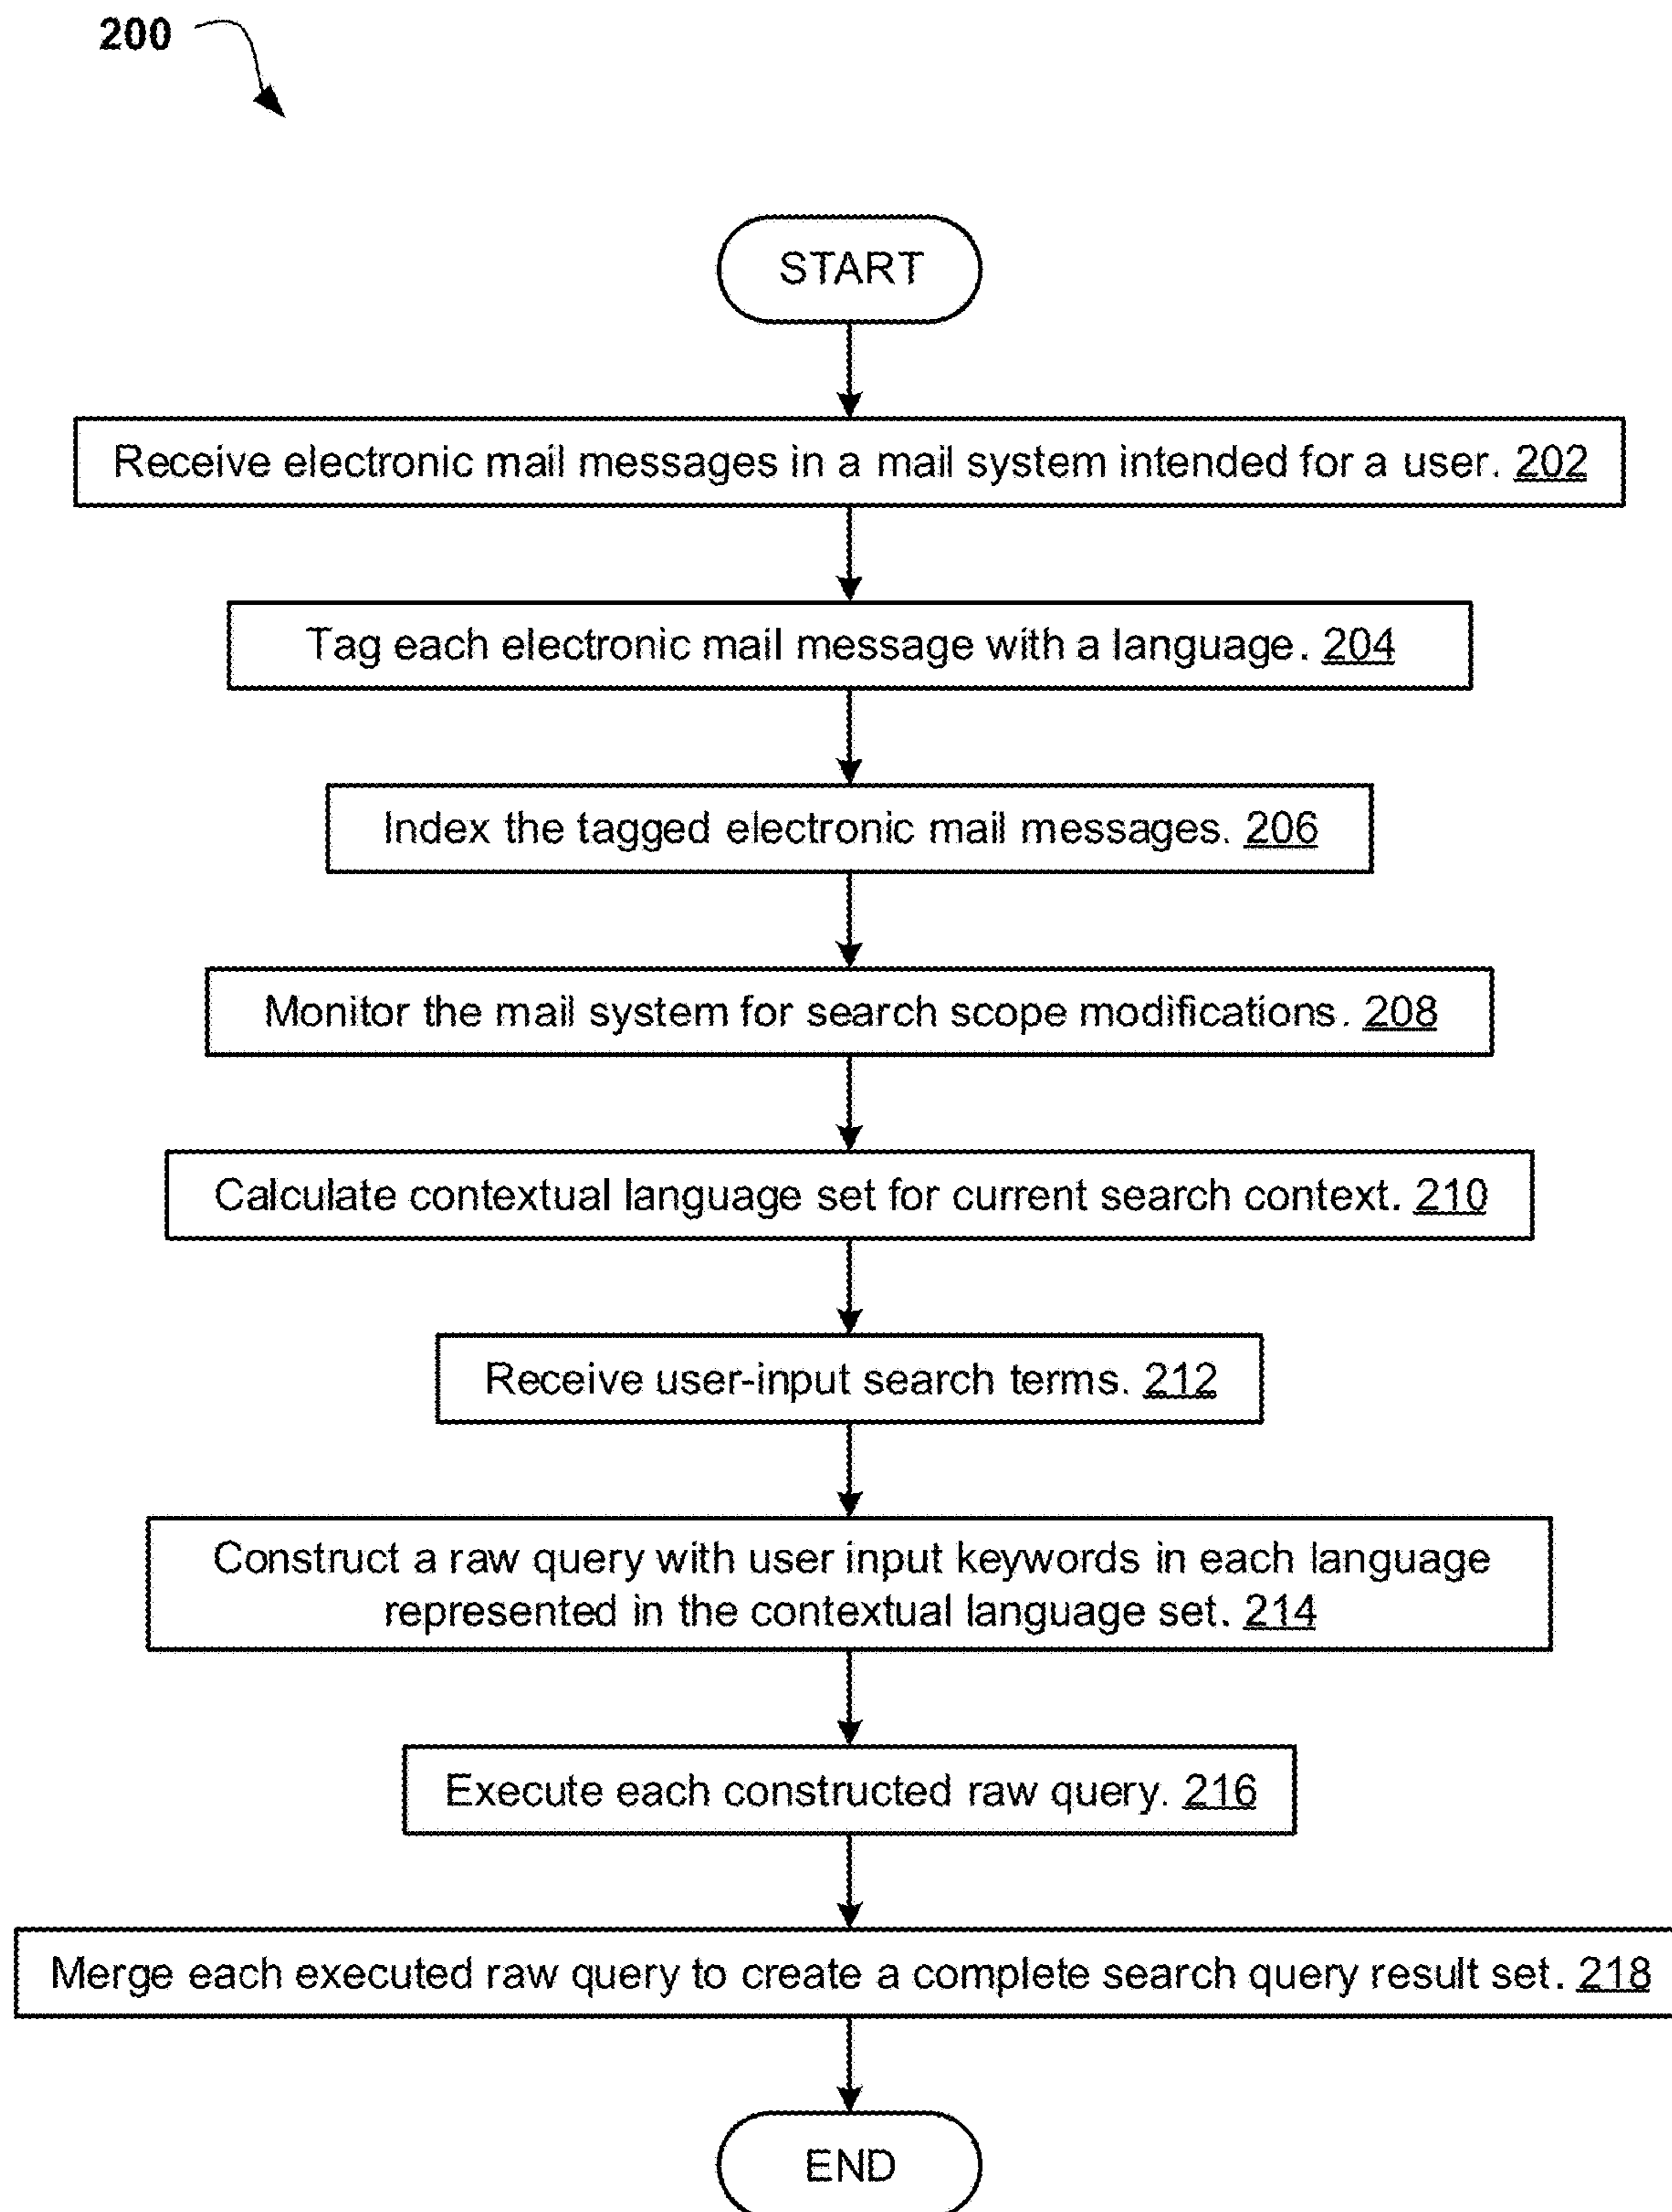 200
START
Receive electronic mail messages in a mail system intended for a user. 202
Tag each electronic mail message with a language. 204
Index the tagged electronic mail messages. 206
Monitor the mail system for search scope modifications. 208
Calculate contextual language set for current search context. 210
Receive user-input search terms. 212
Construct a raw query with user input keywords in each language
represented in the contextual language set. 214
Execute each constructed raw query. 216
Merge each executed raw query to create a complete search query result set. 218
END